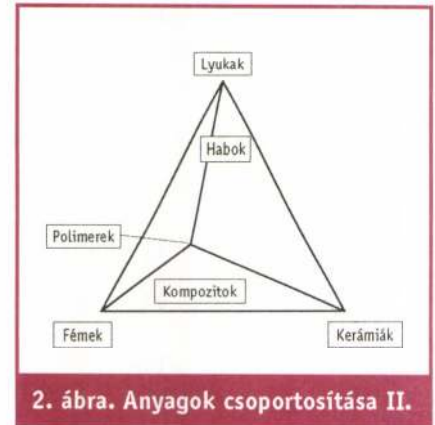 Lyukak
Habok
Polimerek
Kompozitok
Fémek
Kerámiák
2. ábra. Anyagok csoportosítása II.